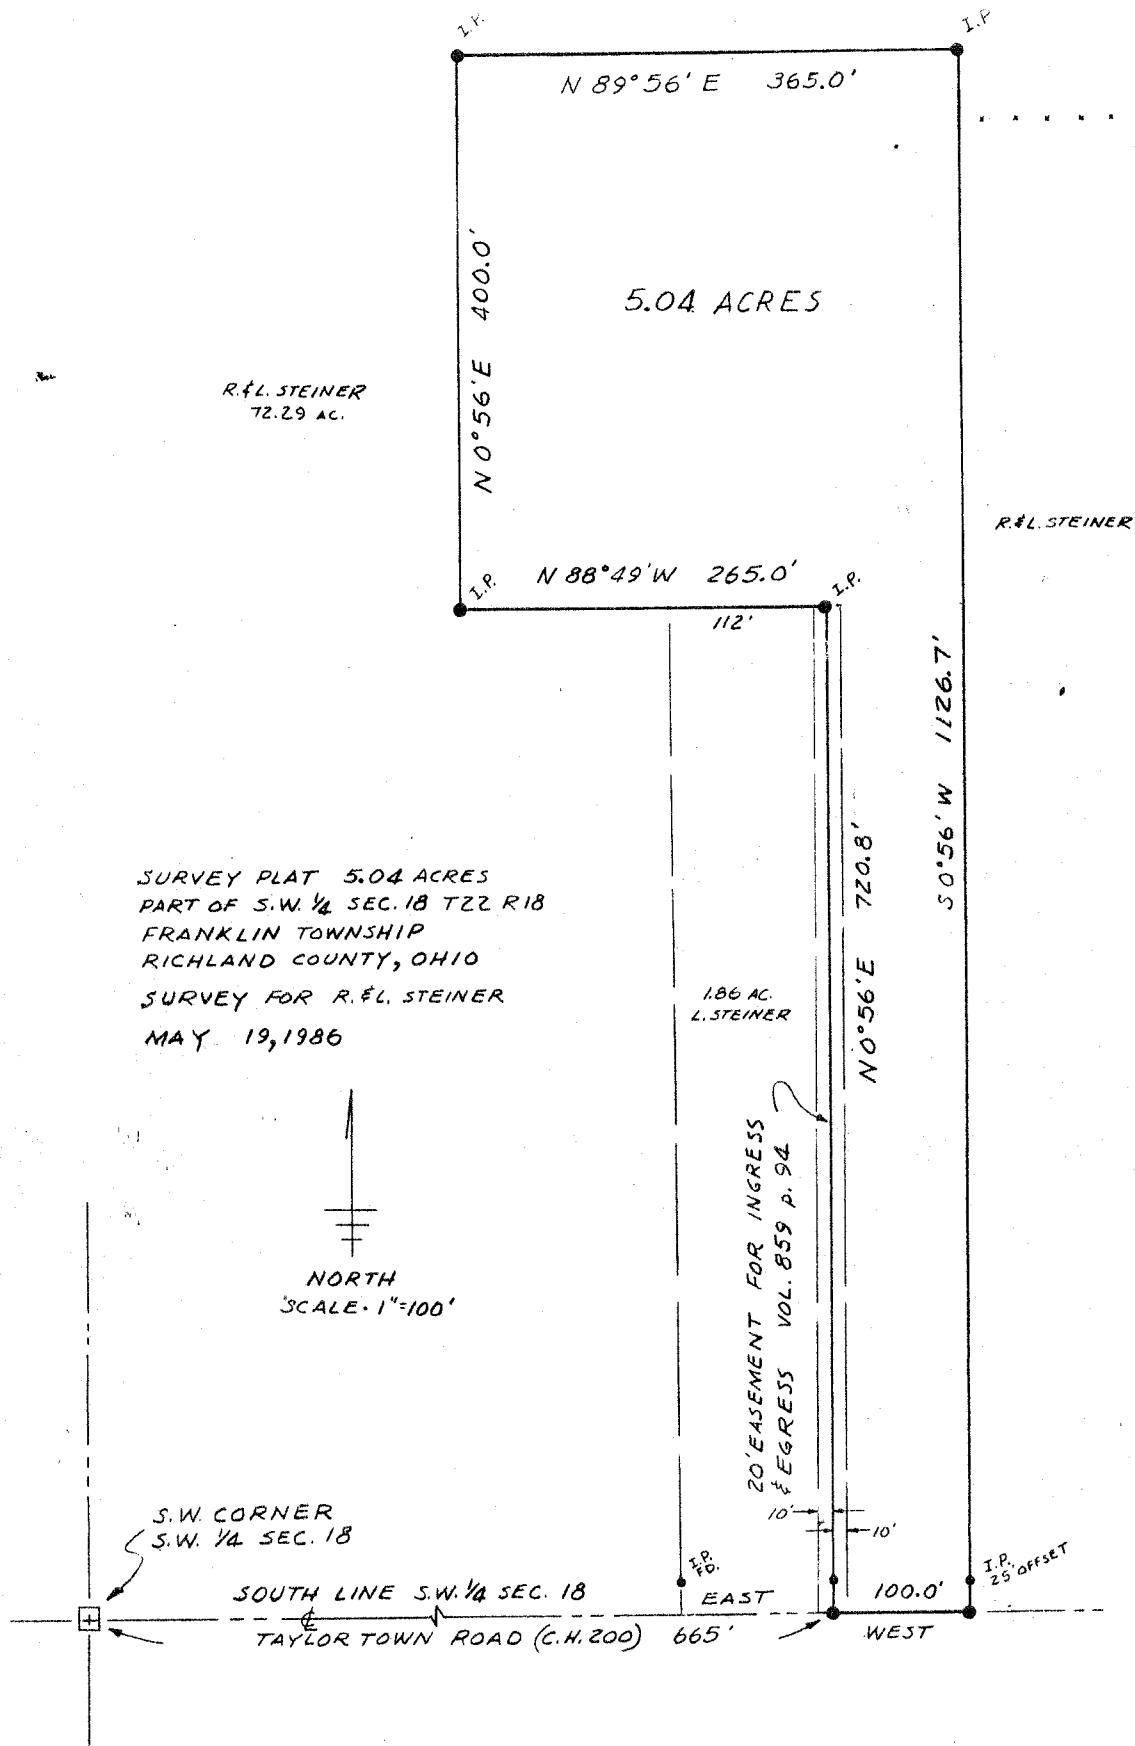 I.P.
I.P
N 89°56' E 365.0'
N 0°56' E 400.0'
5.04 ACRES
R. & L. STEINER
72.29 AC.
R. & L. STEINER
I.P.
N 88°49' W 265.0'
I.P.
112'
S 0°56' W 1126.7'
N 0°56' E 720.8'
SURVEY PLAT 5.04 ACRES
PART OF S.W. 1/4 SEC. 18 T22 R18
FRANKLIN TOWNSHIP
RICHLAND COUNTY, OHIO
SURVEY FOR R. & L. STEINER
MAY 19, 1986
1.86 AC.
L. STEINER
20' EASEMENT FOR INGRESS
& EGRESS VOL. 859 p. 94
NORTH
SCALE · 1"=100'
10'
10'
S.W. CORNER
S.W. 1/4 SEC. 18
I.P.
FD.
I.P.
25' OFFSET
SOUTH LINE S.W. 1/4 SEC. 18
EAST
100.0'
℄
TAYLOR TOWN ROAD (C.H. 200) 665'
WEST